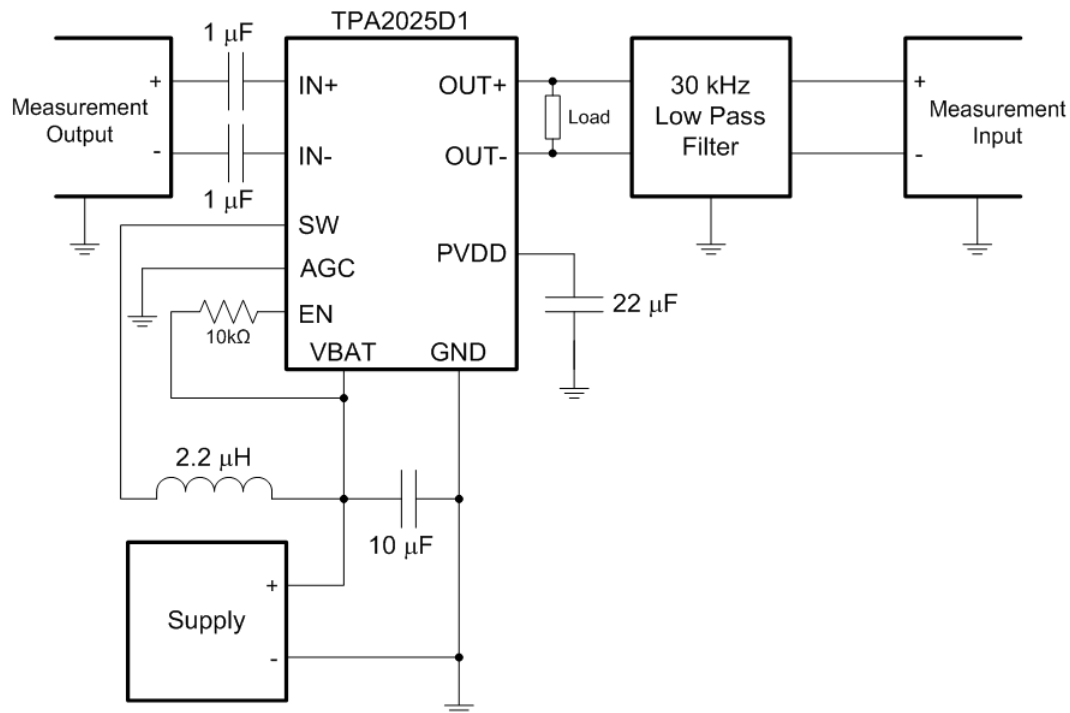 TPA2025D1
1 μF
+
Measurement
Output
-
1 μF
IN+
IN-
SW
AGC
EN
VBAT
GND
OUT+
OUT-
PVDD
Load
30 kHz
Low Pass
Filter
+
Measurement
Input
-
22 μF
10kΩ
2.2 μH
10 μF
+
Supply
-